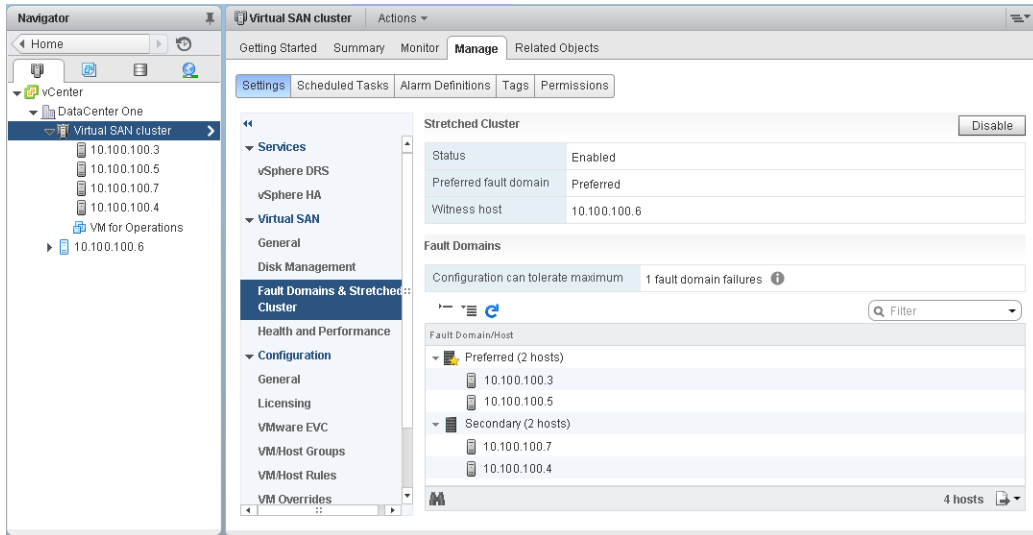 Navigator
Home
vCenter
DataCenter One
Virtual SAN cluster
10.100.100.3
10.100.100.5
10.100.100.7
10.100.100.4
VM for Operations
10.100.100.6
Virtual SAN cluster Actions
Getting Started Summary Monitor Manage Related Objects
Settings Scheduled Tasks Alarm Definitions Tags Permissions
Services
vSphere DRS
vSphere HA
Virtual SAN
General
Disk Management
Fault Domains & Stretched
Cluster
Health and Performance
Configuration
General
Licensing
VMware EVC
VM/Host Groups
VM/Host Rules
VM Overrides
Stretched Cluster Disable
Status Enabled
Preferred fault domain Preferred
Witness host 10.100.100.6
Fault Domains
Configuration can tolerate maximum 1 fault domain failures
Filter
Fault Domain/Host
Preferred (2 hosts)
10.100.100.3
10.100.100.5
Secondary (2 hosts)
10.100.100.7
10.100.100.4
4 hosts